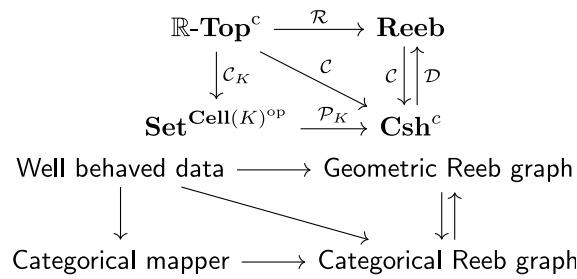 ℝ-Top^c R Reeb
C_K C C D
Set^{Cell(K)^{op}} P_K Csh^c
Well behaved data Geometric Reeb graph
Categorical mapper Categorical Reeb graph